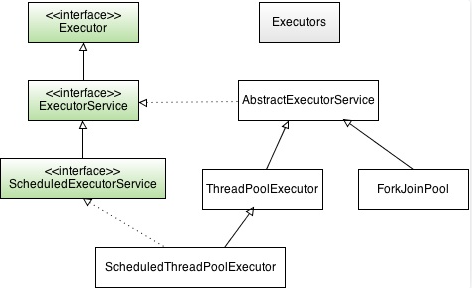 <<interface>>
Executor
Executors
<<interface>>
ExecutorService
AbstractExecutorService
<<interface>>
ScheduledExecutorService
ThreadPoolExecutor
ForkJoinPool
ScheduledThreadPoolExecutor